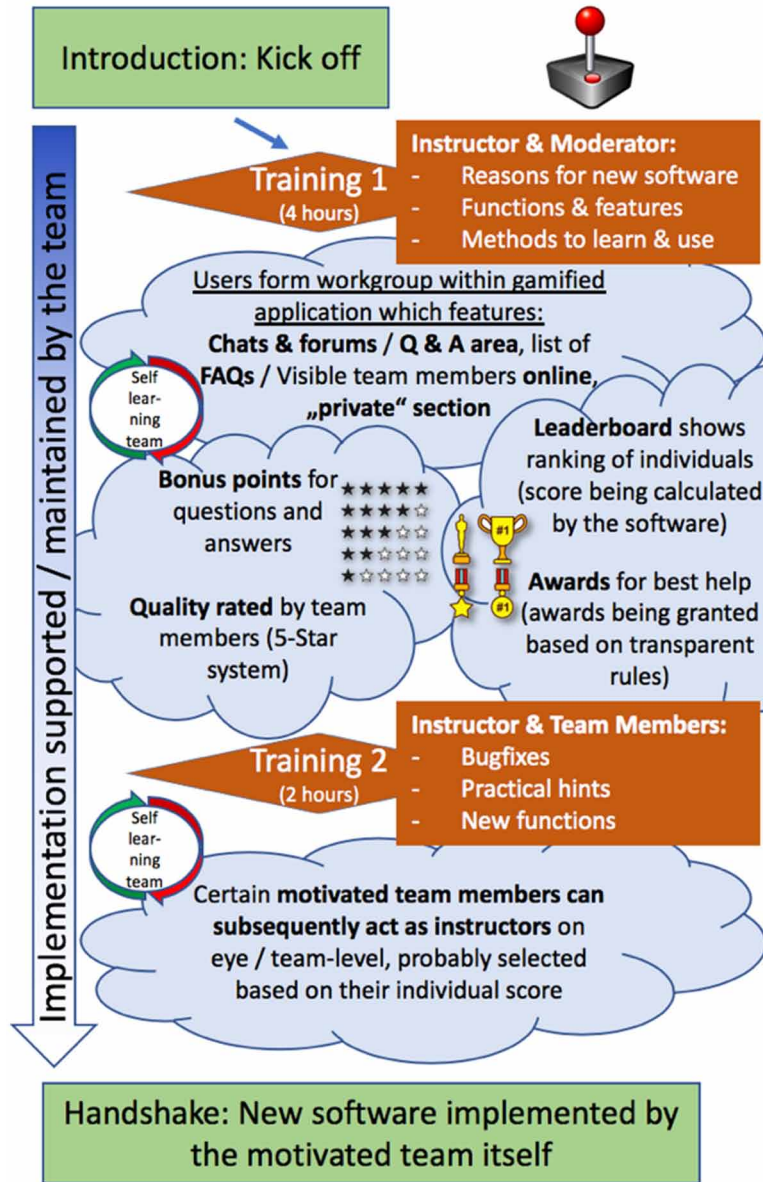 Introduction: Kick off
Implementation supported / maintained by the team
Training 1
(4 hours)
Instructor & Moderator:
- Reasons for new software
- Functions & features
- Methods to learn & use
Users form workgroup within gamified
application which features:
Chats & forums / Q & A area, list of
FAQs / Visible team members online,
„private“ section
Self
lear-
ning
team
Bonus points for
questions and
answers
Quality rated by team
members (5-Star
system)
Leaderboard shows
ranking of individuals
(score being calculated
by the software)
#1
#1
Awards for best help
(awards being granted
based on transparent
rules)
Training 2
(2 hours)
Instructor & Team Members:
- Bugfixes
- Practical hints
- New functions
Self
lear-
ning
team
Certain motivated team members can
subsequently act as instructors on
eye / team-level, probably selected
based on their individual score
Handshake: New software implemented by
the motivated team itself